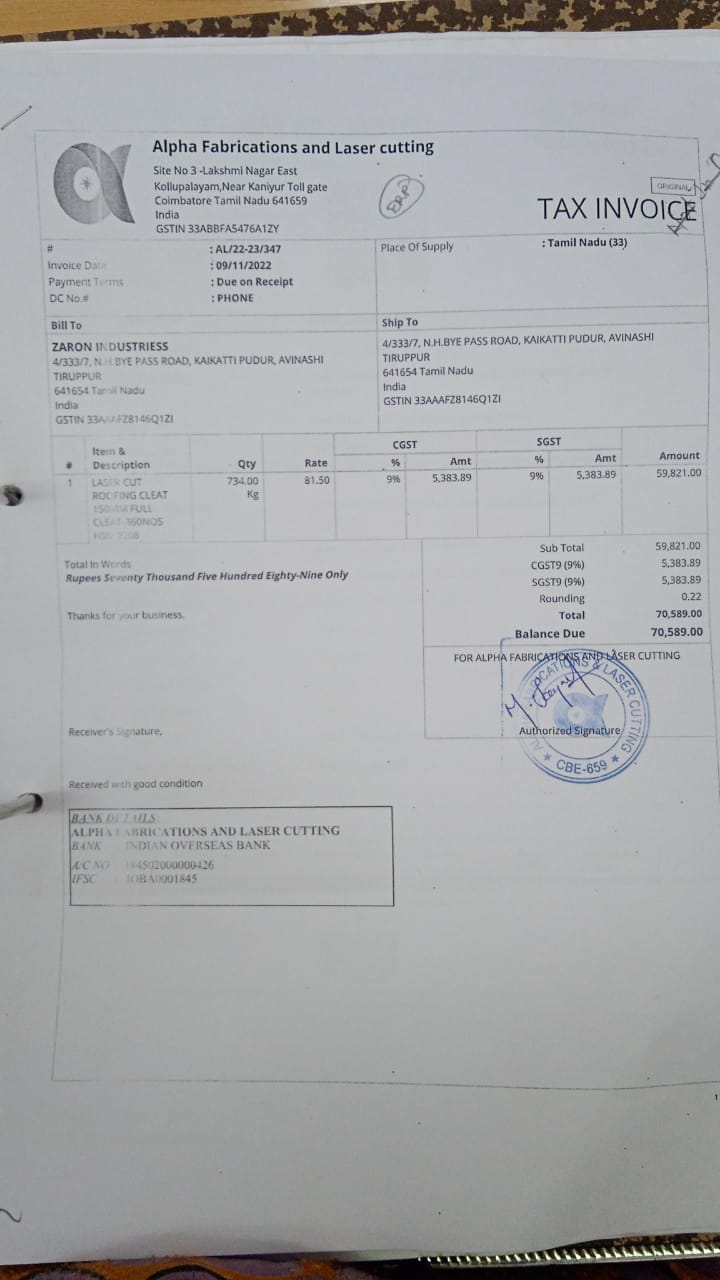 Alpha Fabrications and Laser cutting
Site No 3 -Lakshmi Nagar East
Kollupalayam,Near Kaniyur Toll gate
Coimbatore Tamil Nadu 641659
India
GSTIN 33ABBFA5476A1ZY
ERP
ORIGINAL
TAX INVOICE
# : AL/22-23/347
Invoice Date : 09/11/2022
Payment Terms : Due on Receipt
DC No.# : PHONE
Place Of Supply : Tamil Nadu (33)
Bill To
ZARON INDUSTRIESS
4/333/7, N.H.BYE PASS ROAD, KAIKATTI PUDUR, AVINASHI
TIRUPPUR
641654 Tamil Nadu
India
GSTIN 33AAAFZ8146Q1ZI
Ship To
4/333/7, N.H.BYE PASS ROAD, KAIKATTI PUDUR, AVINASHI
TIRUPPUR
641654 Tamil Nadu
India
GSTIN 33AAAFZ8146Q1ZI
# Item & Description Qty Rate CGST % Amt SGST % Amt Amount
1 LASER CUT 734.00 81.50 9% 5,383.89 9% 5,383.89 59,821.00
ROOFING CLEAT Kg
150MM FULL
CLEAT-360NOS
Sub Total 59,821.00
CGST9 (9%) 5,383.89
SGST9 (9%) 5,383.89
Rounding 0.22
Total 70,589.00
Balance Due 70,589.00
Total In Words
Rupees Seventy Thousand Five Hundred Eighty-Nine Only
Thanks for your business.
FOR ALPHA FABRICATIONS AND LASER CUTTING
FABRICATIONS & LASER CUTTING
CBE-659
Authorized Signature
Receiver's Signature,
Received with good condition
BANK DETAILS:
ALPHA FABRICATIONS AND LASER CUTTING
BANK INDIAN OVERSEAS BANK
A/C NO
IFSC IOBA0001845
1